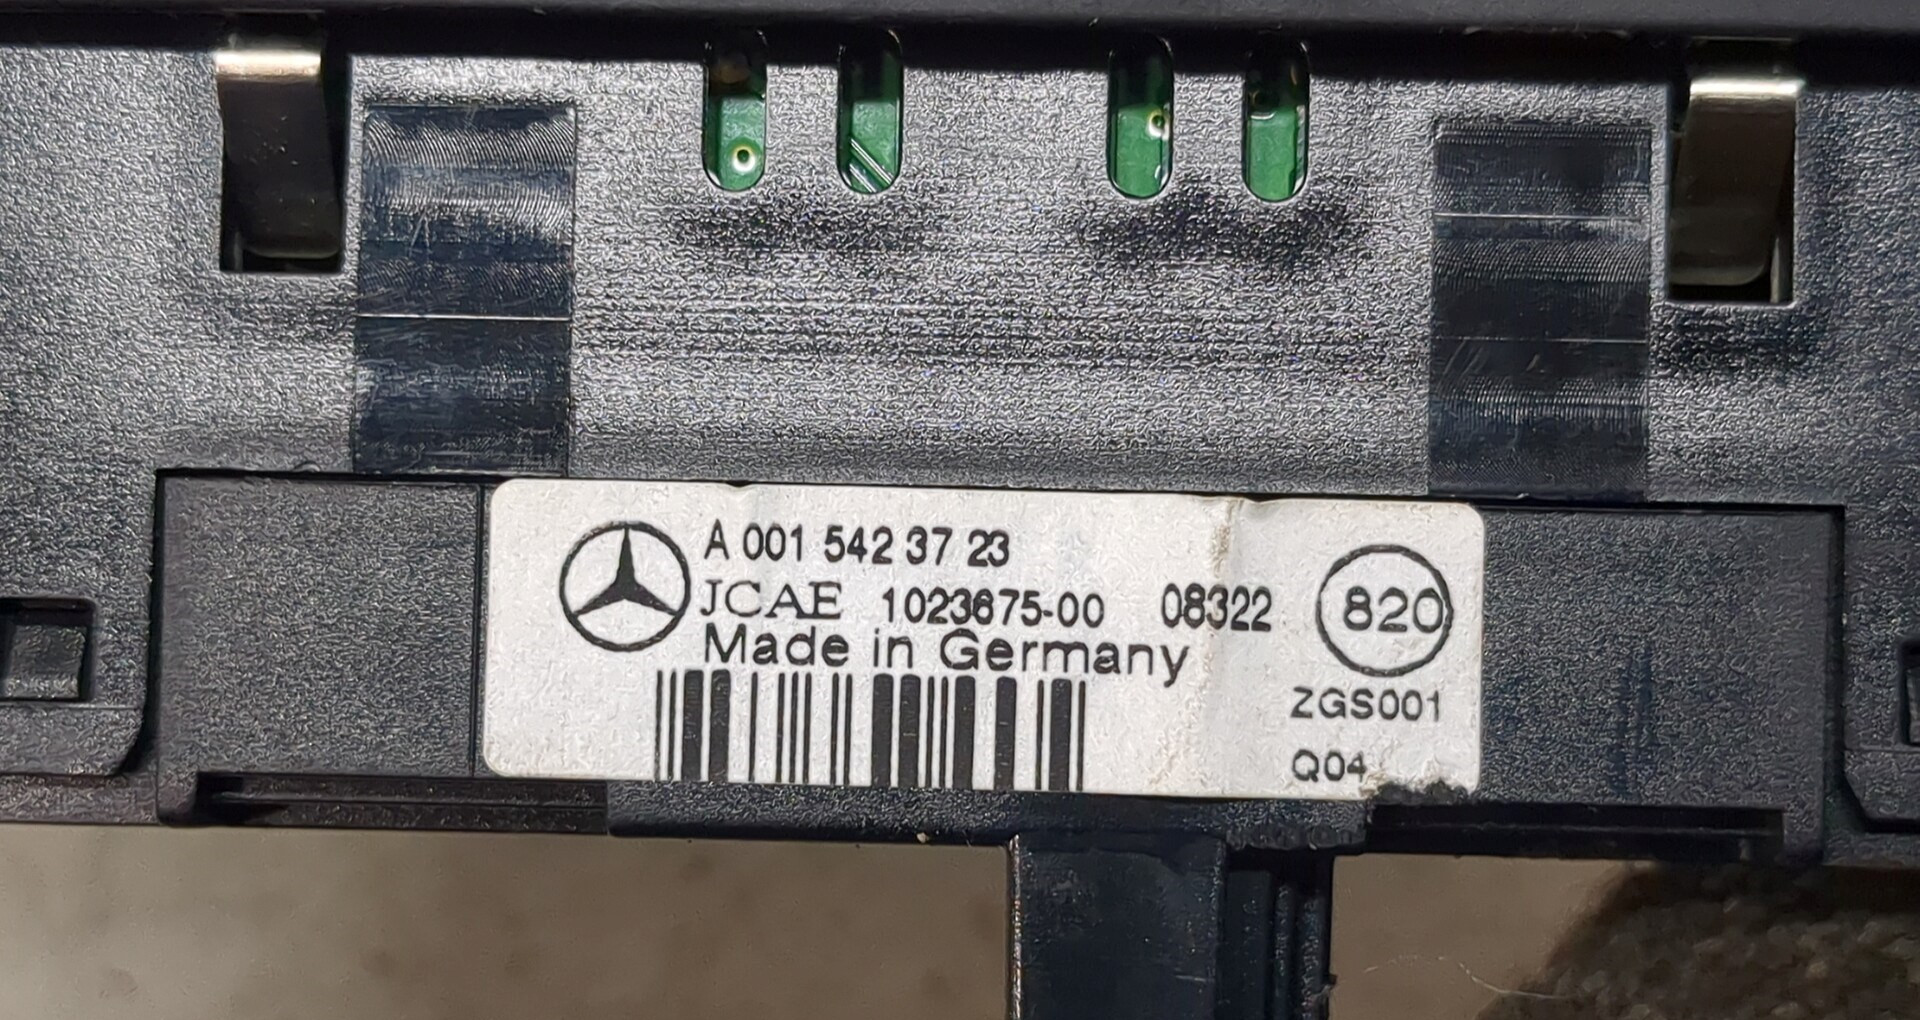 A 001 542 37 23
JCAE 1023675-00 08322 820
Made in Germany
ZGS001
Q04